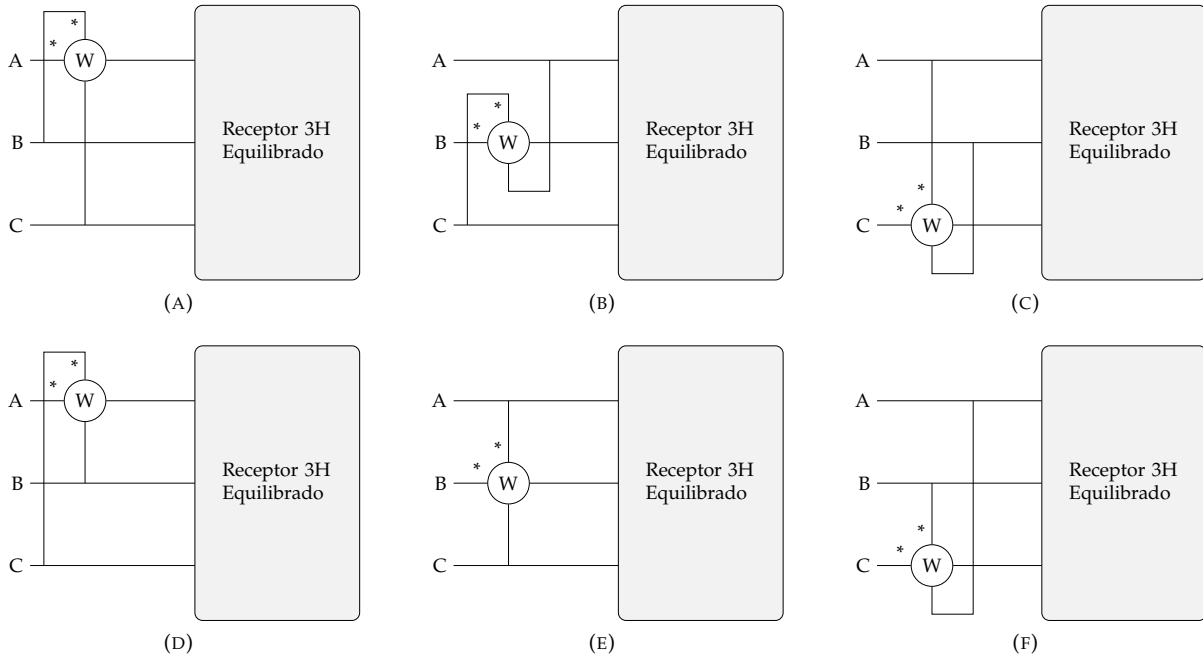 *
*
A
W
B
C
Receptor 3H
Equilibrado
(A)
A
*
*
B
W
C
Receptor 3H
Equilibrado
(B)
A
B
*
*
C
W
Receptor 3H
Equilibrado
(C)
*
*
A
W
B
C
Receptor 3H
Equilibrado
(D)
A
*
*
B
W
C
Receptor 3H
Equilibrado
(E)
A
B
*
*
C
W
Receptor 3H
Equilibrado
(F)